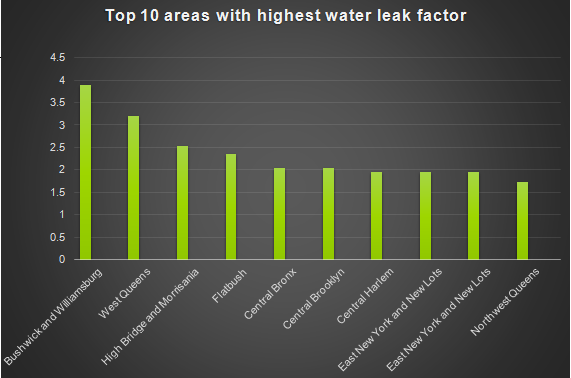 Top 10 areas with highest water leak factor
4.5
4
3.5
3
2.5
2
1.5
1
0.5
0
Bushwick and Williamsburg
West Queens
High Bridge and Morrisania
Flatbush
Central Bronx
Central Brooklyn
Central Harlem
East New York and New Lots
East New York and New Lots
Northwest Queens